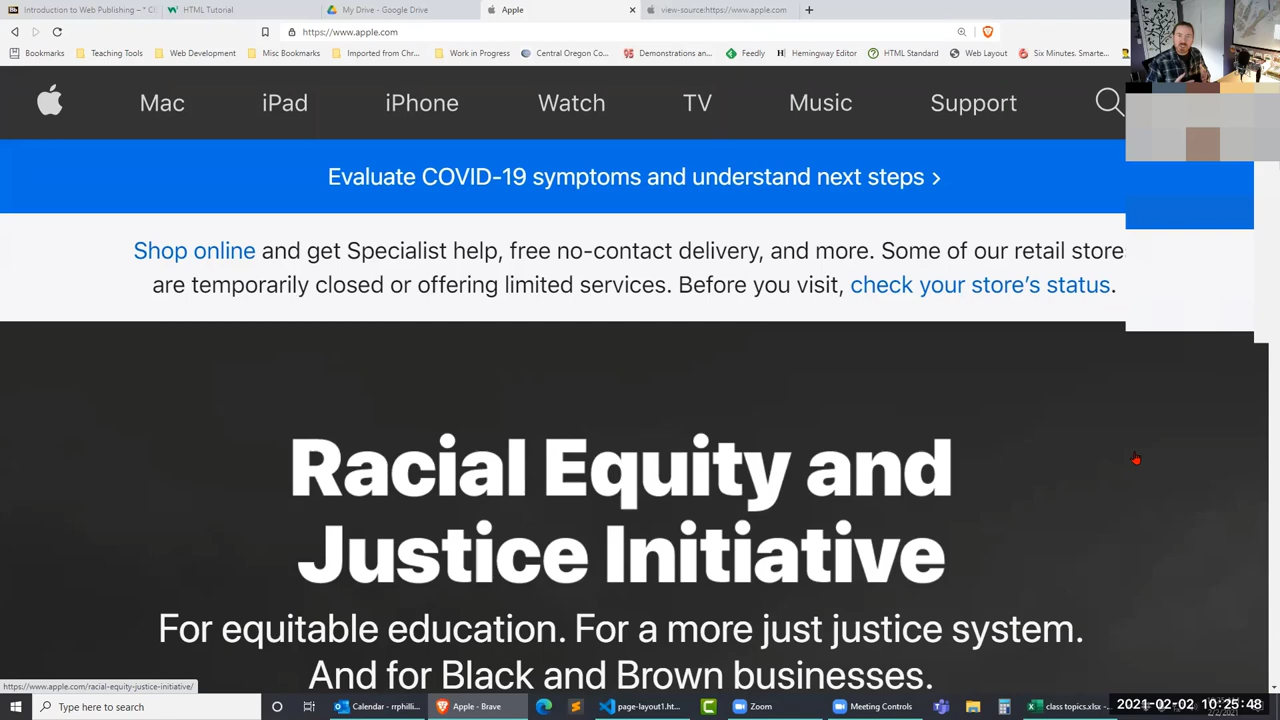 Introduction to Web Publishing – " Cl
HTML Tutorial
My Drive - Google Drive
Apple
view-source:https://www.apple.com
https://www.apple.com
Bookmarks
Teaching Tools
Web Development
Misc Bookmarks
Imported from Chr...
Work in Progress
Central Oregon Co...
Demonstrations an...
Feedly
Hemingway Editor
HTML Standard
Web Layout
Six Minutes. Smarte...
Mac
iPad
iPhone
Watch
TV
Music
Support
Evaluate COVID-19 symptoms and understand next steps >
Shop online and get Specialist help, free no-contact delivery, and more. Some of our retail store
are temporarily closed or offering limited services. Before you visit, check your store’s status.
Racial Equity and
Justice Initiative
For equitable education. For a more just justice system.
And for Black and Brown businesses.
https://www.apple.com/racial-equity-justice-initiative/
Type here to search
Calendar - rrphilli...
Apple - Brave
page-layout1.ht...
Zoom
Meeting Controls
class topics.xlsx -
2021-02-02 10:25:48